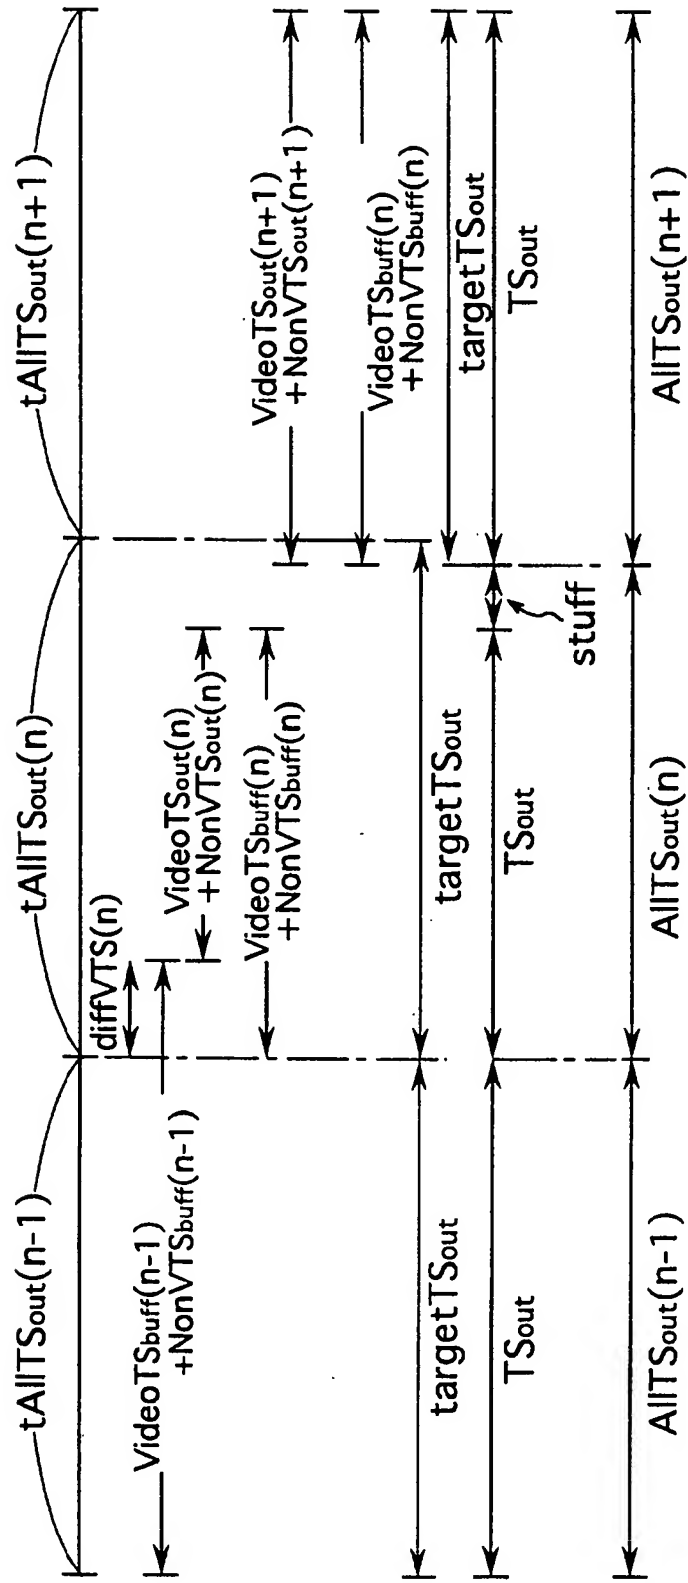 tAllTSout(n-1)
tAllTSout(n)
tAllTSout(n+1)
diffVTS(n)
VideoTSbuff(n-1)
+NonVTSbuff(n-1)
VideoTSout(n)
+NonVTSout(n)
VideoTSbuff(n)
+NonVTSbuff(n)
VideoTSout(n+1)
+NonVTSout(n+1)
VideoTSbuff(n)
+NonVTSbuff(n)
targetTSout
targetTSout
targetTSout
TSout
TSout
TSout
stuff
AllTSout(n-1)
AllTSout(n)
AllTSout(n+1)